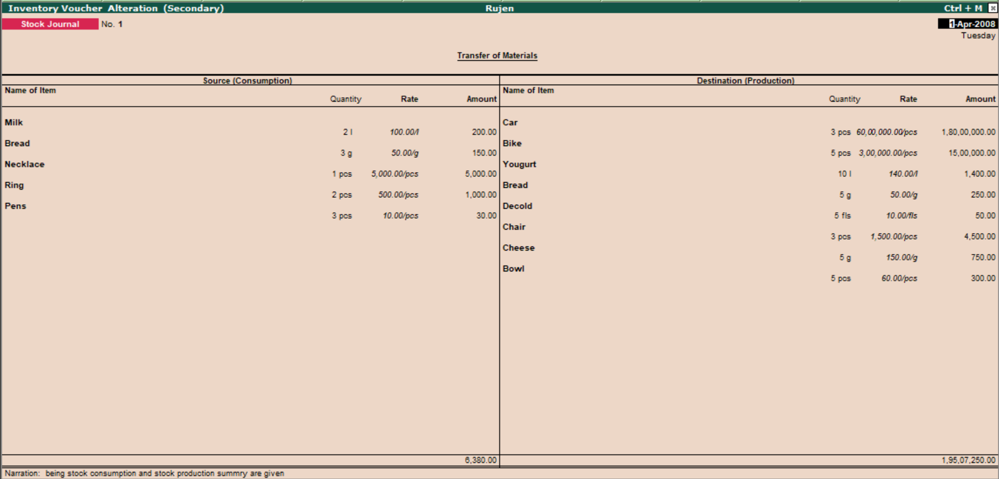 Inventory Voucher Alteration (Secondary) Rujen Ctrl + M
Stock Journal No. 1 1-Apr-2008
Tuesday
Transfer of Materials
Source (Consumption) Destination (Production)
Name of Item Name of Item
Quantity Rate Amount Quantity Rate Amount
Milk Car
2 l 100.00/l 200.00 3 pcs 60,00,000.00/pcs 1,80,00,000.00
Bread Bike
3 g 50.00/g 150.00 5 pcs 3,00,000.00/pcs 15,00,000.00
Necklace Yougurt
1 pcs 5,000.00/pcs 5,000.00 10 l 140.00/l 1,400.00
Ring Bread
2 pcs 500.00/pcs 1,000.00 5 g 50.00/g 250.00
Pens Decold
3 pcs 10.00/pcs 30.00 5 fls 10.00/fls 50.00
Chair
3 pcs 1,500.00/pcs 4,500.00
Cheese
5 g 150.00/g 750.00
Bowl
5 pcs 60.00/pcs 300.00
6,380.00 1,95,07,250.00
Narration: being stock consumption and stock production summry are given